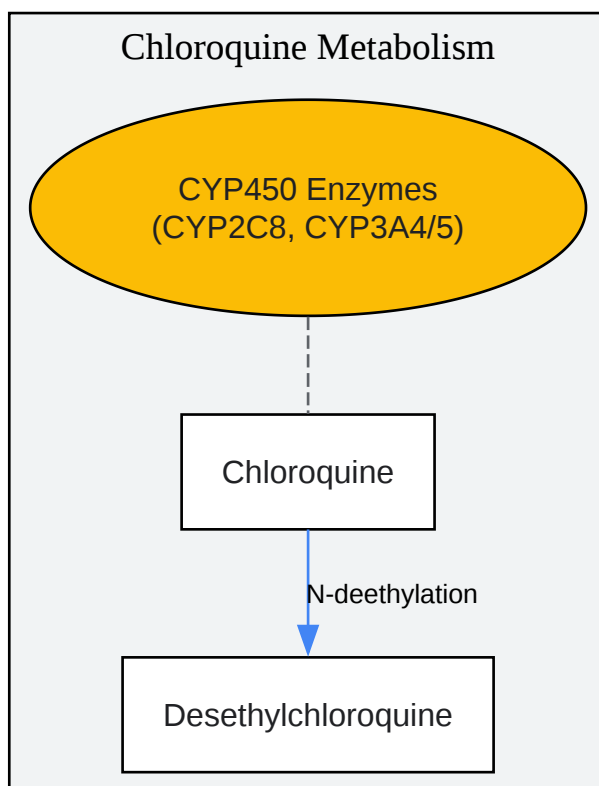 Chloroquine Metabolism
CYP450 Enzymes
(CYP2C8, CYP3A4/5)
Chloroquine
N-deethylation
Desethylchloroquine